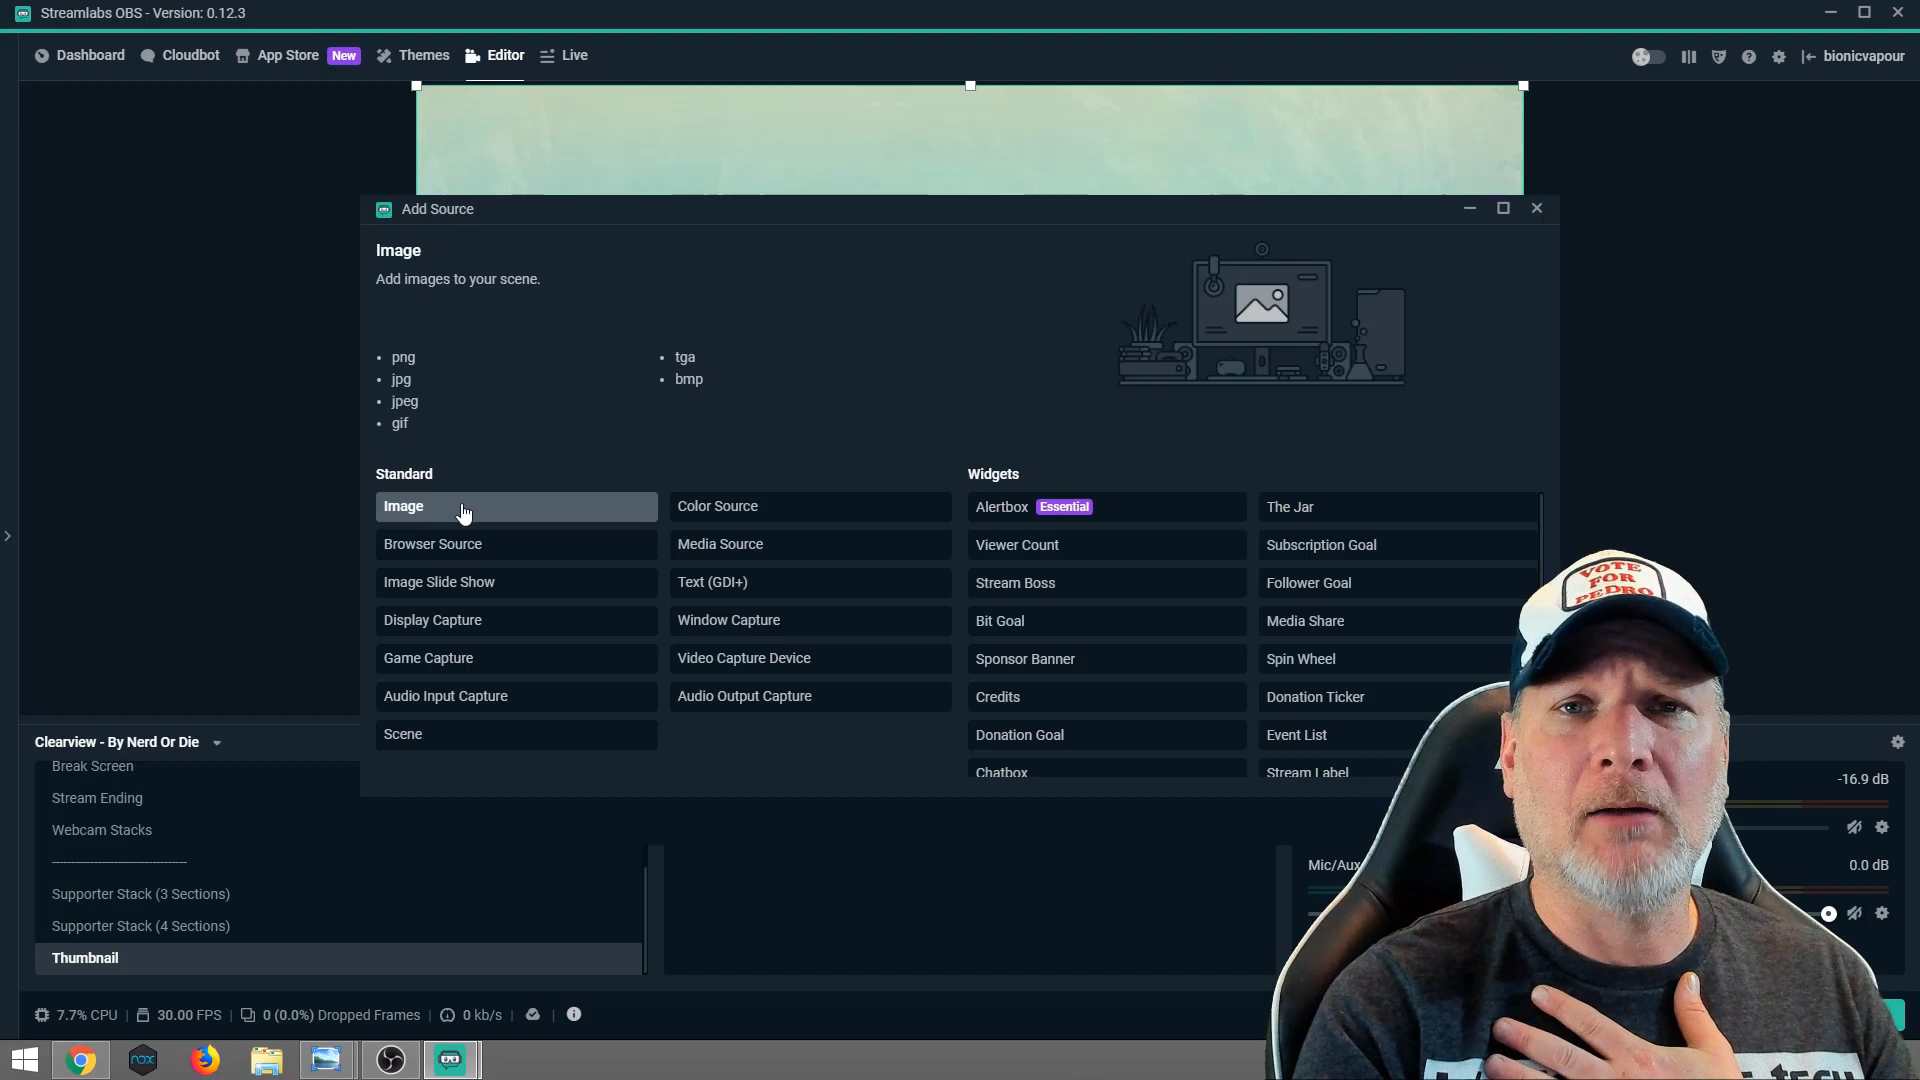 Streamlabs OBS - Version: 0.12.3
Dashboard Cloudbot App Store New Themes Editor Live
bionicvapour
Add Source
Image
Add images to your scene.
png
jpg
jpeg
gif
tga
bmp
Standard
Image
Color Source
Browser Source
Media Source
Image Slide Show
Text (GDI+)
Display Capture
Window Capture
Game Capture
Video Capture Device
Audio Input Capture
Audio Output Capture
Scene
Widgets
Alertbox Essential
The Jar
Viewer Count
Subscription Goal
Stream Boss
Follower Goal
Bit Goal
Media Share
Sponsor Banner
Spin Wheel
Credits
Donation Ticker
Donation Goal
Event List
Chatbox
Stream Label
VOTE
FOR
PEDRO
Clearview - By Nerd Or Die
Break Screen
Stream Ending
Webcam Stacks
Supporter Stack (3 Sections)
Supporter Stack (4 Sections)
Thumbnail
-16.9 dB
Mic/Aux
0.0 dB
7.7% CPU | 30.00 FPS | 0 (0.0%) Dropped Frames | 0 kb/s
nox